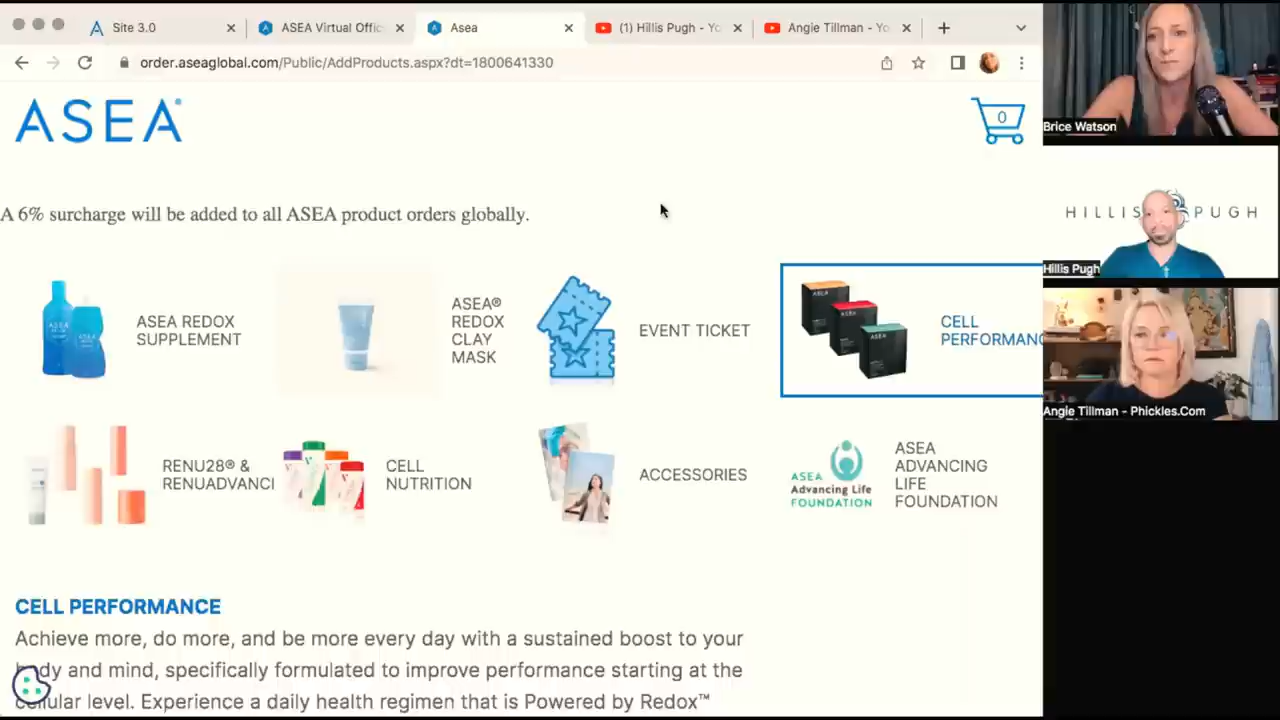 Site 3.0
ASEA Virtual Offic
Asea
(1) Hillis Pugh - Yo
Angie Tillman - Yo
order.aseaglobal.com/Public/AddProducts.aspx?dt=1800641330
ASEA
0
A 6% surcharge will be added to all ASEA product orders globally.
ASEA REDOX
SUPPLEMENT
ASEA®
REDOX
CLAY
MASK
EVENT TICKET
CELL
PERFORMANC
RENU28® &
RENUADVANCI
CELL
NUTRITION
ACCESSORIES
ASEA
Advancing Life
FOUNDATION
ASEA
ADVANCING
LIFE
FOUNDATION
CELL PERFORMANCE
Achieve more, do more, and be more every day with a sustained boost to your
body and mind, specifically formulated to improve performance starting at the
cellular level. Experience a daily health regimen that is Powered by Redox™
Brice Watson
HILLIS PUGH
Hillis Pugh
Angie Tillman - Phickles.Com